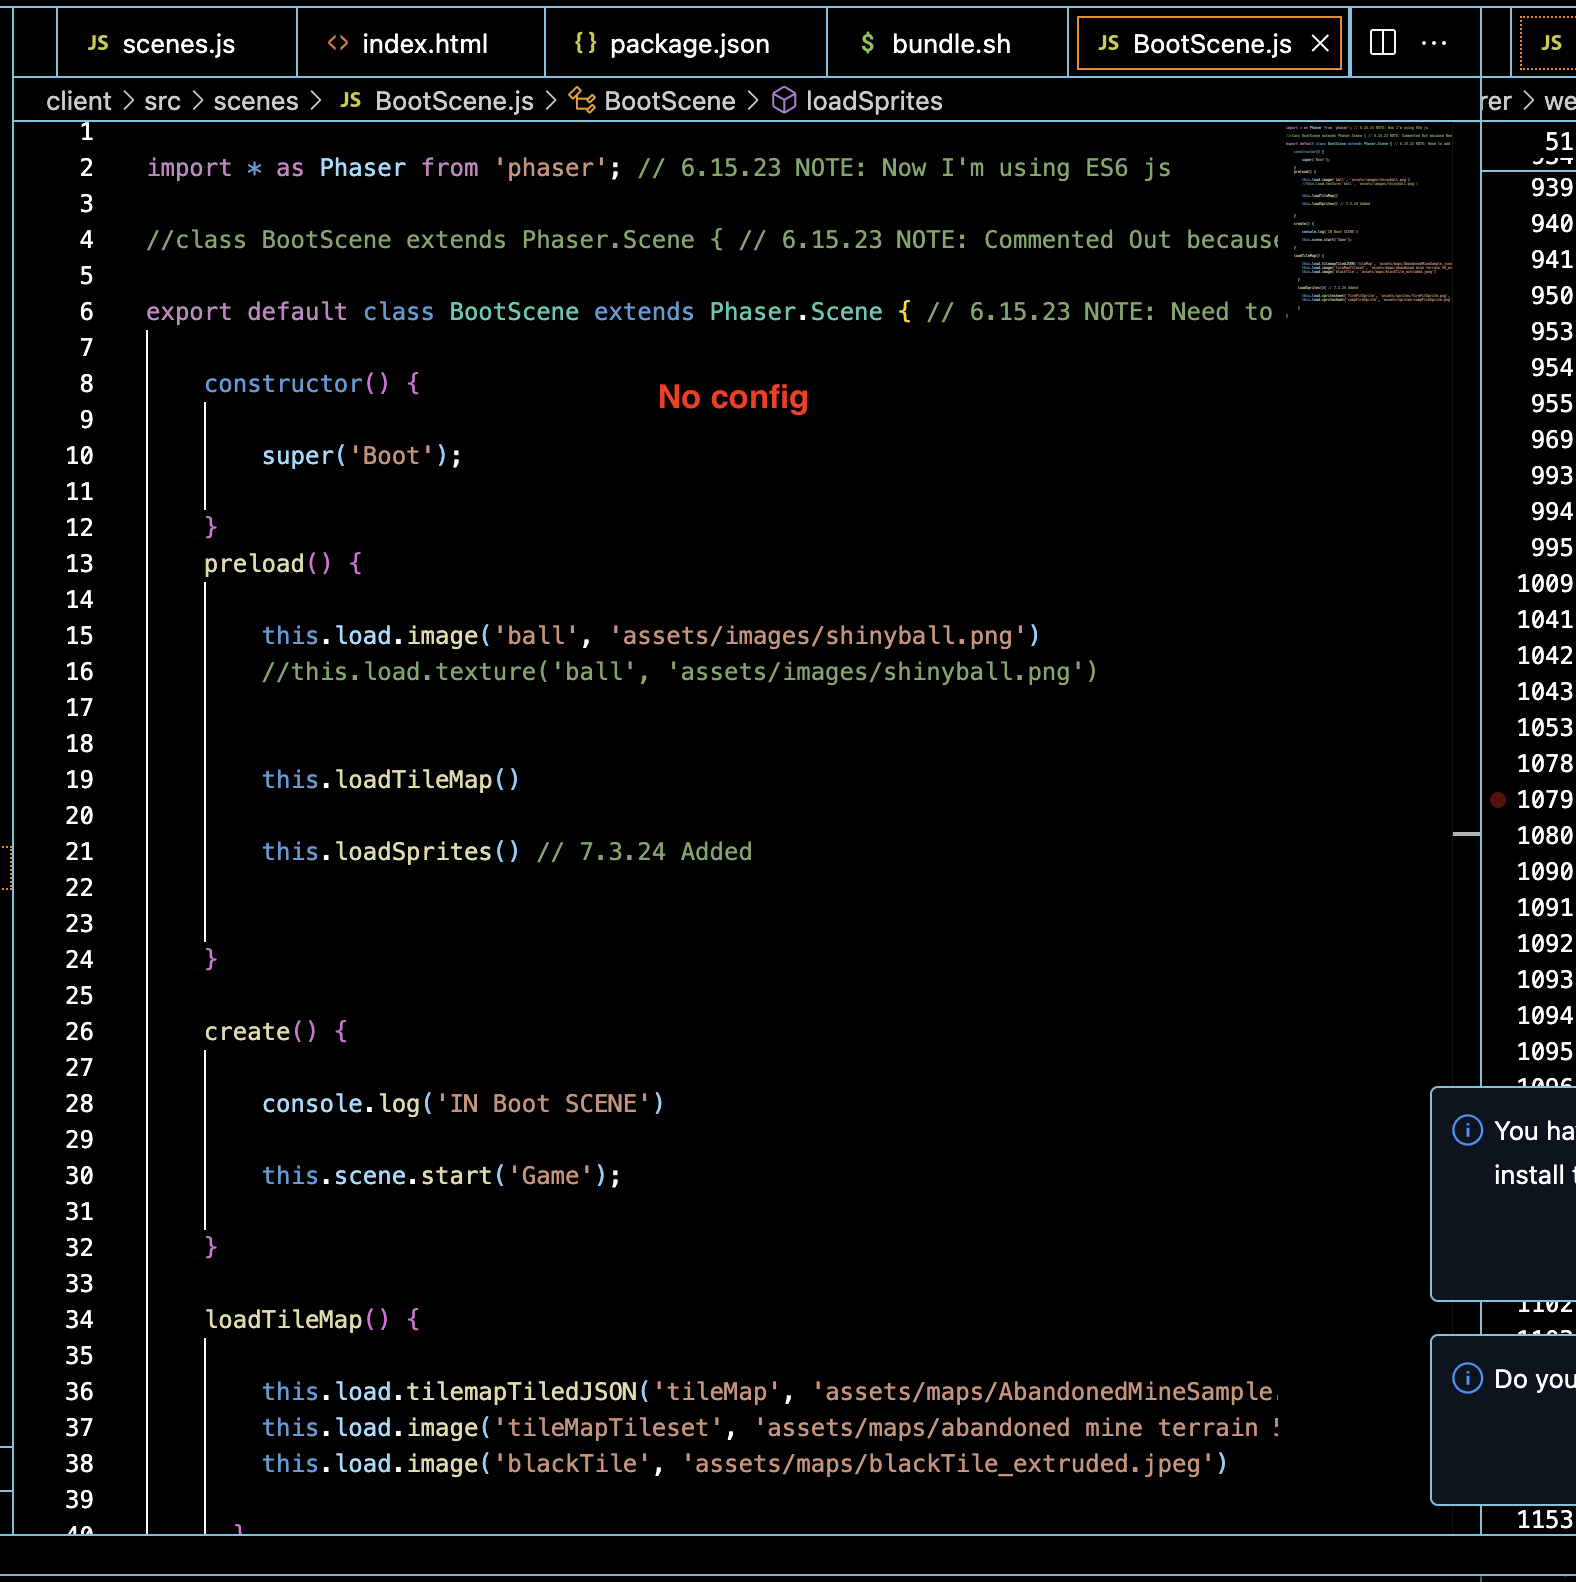 JS scenes.js <> index.html {} package.json $ bundle.sh JS BootScene.js JS
client > src > scenes > JS BootScene.js > BootScene > loadSprites
rer > we
1
2 import * as Phaser from 'phaser'; // 6.15.23 NOTE: Now I'm using ES6 js
3
4 //class BootScene extends Phaser.Scene { // 6.15.23 NOTE: Commented Out because
5
6 export default class BootScene extends Phaser.Scene { // 6.15.23 NOTE: Need to
7
8 constructor() {
No config
9
10 super('Boot');
11
12 }
13 preload() {
14
15 this.load.image('ball', 'assets/images/shinyball.png')
16 //this.load.texture('ball', 'assets/images/shinyball.png')
17
18
19 this.loadTileMap()
20
21 this.loadSprites() // 7.3.24 Added
22
23
24 }
25
26 create() {
27
28 console.log('IN Boot SCENE')
29
30 this.scene.start('Game');
31
32 }
33
34 loadTileMap() {
35
36 this.load.tilemapTiledJSON('tileMap', 'assets/maps/AbandonedMineSample.
37 this.load.image('tileMapTileset', 'assets/maps/abandoned mine terrain 5
38 this.load.image('blackTile', 'assets/maps/blackTile_extruded.jpeg')
39
40 }
51
939
940
941
950
953
954
955
969
993
994
995
1009
1041
1042
1043
1053
1078
1079
1080
1090
1091
1092
1093
1094
1095
1096
You ha
install t
1102
Do you
1153